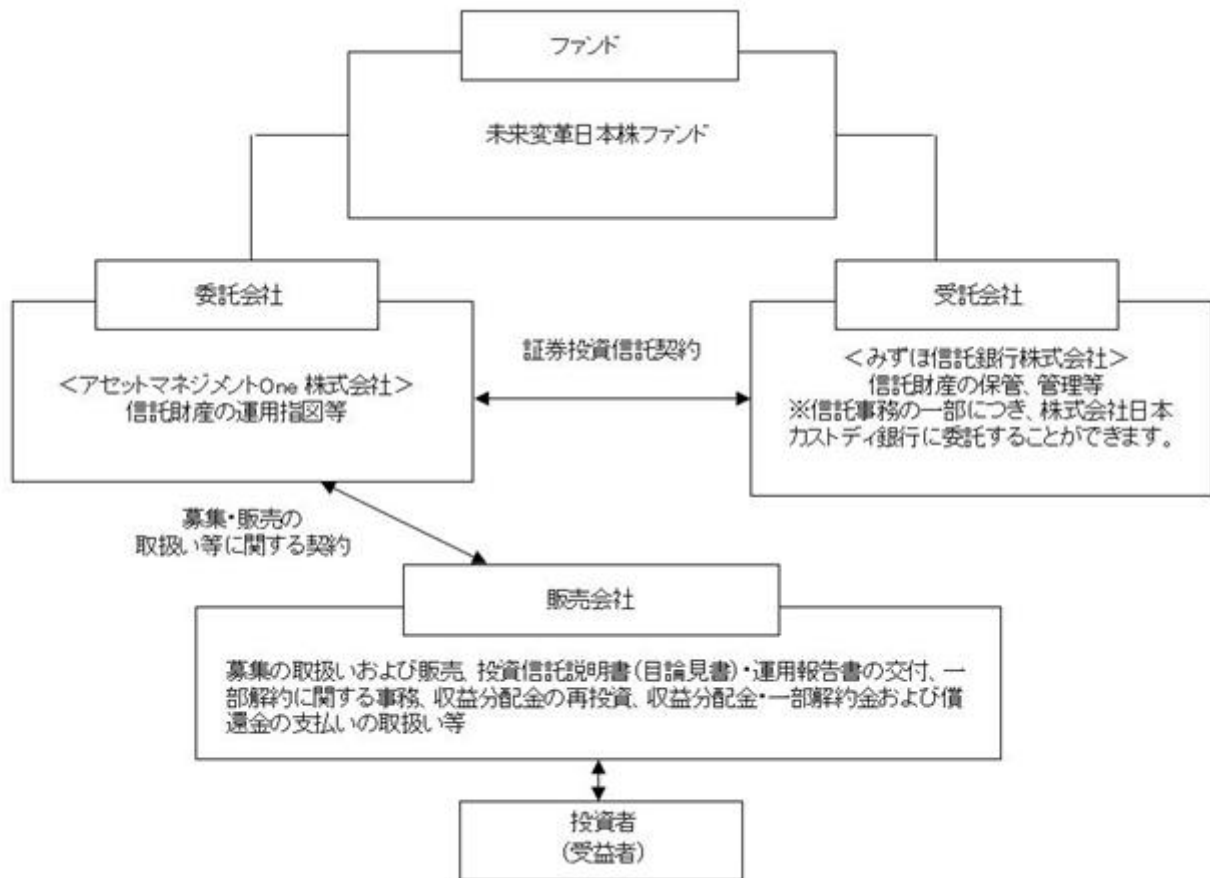 ファンド
未来変革日本株ファンド
委託会社
<アセットマネジメントOne 株式会社>
信託財産の運用指図等
証券投資信託契約
受託会社
<みずほ信託銀行株式会社>
信託財産の保管、管理等
※信託事務の一部につき、株式会社日本
カストディ銀行に委託することができます。
募集・販売の
取扱い等に関する契約
販売会社
募集の取扱いおよび販売、投資信託説明書(目論見書)・運用報告書の交付、一
部解約に関する事務、収益分配金の再投資、収益分配金・一部解約金および償
還金の支払いの取扱い等
投資者
(受益者)